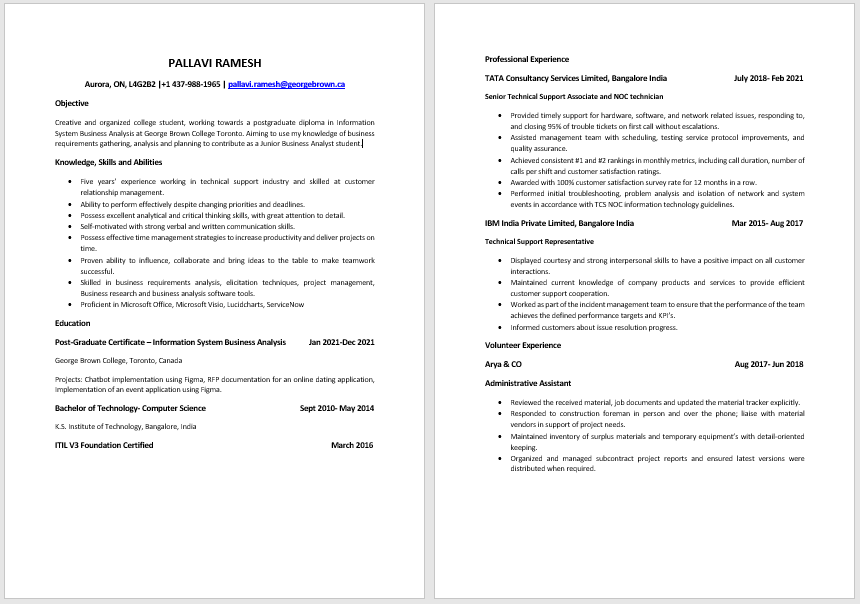 PALLAVI RAMESH
Aurora, ON, L4G2B2 |+1 437-988-1965 | pallavi.ramesh@georgebrown.ca
Objective
Creative and organized college student, working towards a postgraduate diploma in Information
System Business Analysis at George Brown College Toronto. Aiming to use my knowledge of business
requirements gathering, analysis and planning to contribute as a Junior Business Analyst student.
Knowledge, Skills and Abilities
• Five years' experience working in technical support industry and skilled at customer
relationship management.
• Ability to perform effectively despite changing priorities and deadlines.
• Possess excellent analytical and critical thinking skills, with great attention to detail.
• Self-motivated with strong verbal and written communication skills.
• Possess effective time management strategies to increase productivity and deliver projects on
time.
• Proven ability to influence, collaborate and bring ideas to the table to make teamwork
successful.
• Skilled in business requirements analysis, elicitation techniques, project management,
Business research and business analysis software tools.
• Proficient in Microsoft Office, Microsoft Visio, Lucidcharts, ServiceNow
Education
Post-Graduate Certificate – Information System Business Analysis Jan 2021-Dec 2021
George Brown College, Toronto, Canada
Projects: Chatbot implementation using Figma, RFP documentation for an online dating application,
Implementation of an event application using Figma.
Bachelor of Technology- Computer Science Sept 2010- May 2014
K.S. Institute of Technology, Bangalore, India
ITIL V3 Foundation Certified March 2016
Professional Experience
TATA Consultancy Services Limited, Bangalore India July 2018- Feb 2021
Senior Technical Support Associate and NOC technician
• Provided timely support for hardware, software, and network related issues, responding to,
and closing 95% of trouble tickets on first call without escalations.
• Assisted management team with scheduling, testing service protocol improvements, and
quality assurance.
• Achieved consistent #1 and #2 rankings in monthly metrics, including call duration, number of
calls per shift and customer satisfaction ratings.
• Awarded with 100% customer satisfaction survey rate for 12 months in a row.
• Performed initial troubleshooting, problem analysis and isolation of network and system
events in accordance with TCS NOC information technology guidelines.
IBM India Private Limited, Bangalore India Mar 2015- Aug 2017
Technical Support Representative
• Displayed courtesy and strong interpersonal skills to have a positive impact on all customer
interactions.
• Maintained current knowledge of company products and services to provide efficient
customer support cooperation.
• Worked as part of the incident management team to ensure that the performance of the team
achieves the defined performance targets and KPI's.
• Informed customers about issue resolution progress.
Volunteer Experience
Arya & CO Aug 2017- Jun 2018
Administrative Assistant
• Reviewed the received material, job documents and updated the material tracker explicitly.
• Responded to construction foreman in person and over the phone; liaise with material
vendors in support of project needs.
• Maintained inventory of surplus materials and temporary equipment's with detail-oriented
keeping.
• Organized and managed subcontract project reports and ensured latest versions were
distributed when required.